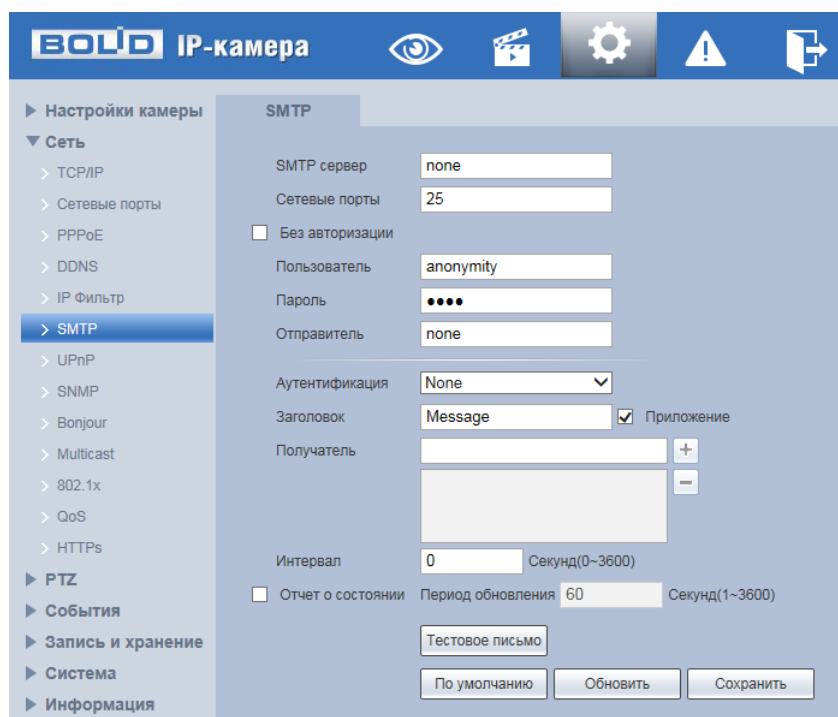 BOLID IP-камера
Настройки камеры
Сеть
TCP/IP
Сетевые порты
PPPoE
DDNS
IP Фильтр
SMTP
UPnP
SNMP
Bonjour
Multicast
802.1x
QoS
HTTPs
PTZ
События
Запись и хранение
Система
Информация
SMTP
SMTP сервер none
Сетевые порты 25
Без авторизации
Пользователь anonymity
Пароль ••••
Отправитель none
Аутентификация None
Заголовок Message Приложение
Получатель +
−
Интервал 0 Секунд(0~3600)
Отчет о состоянии Период обновления 60 Секунд(1~3600)
Тестовое письмо
По умолчанию Обновить Сохранить